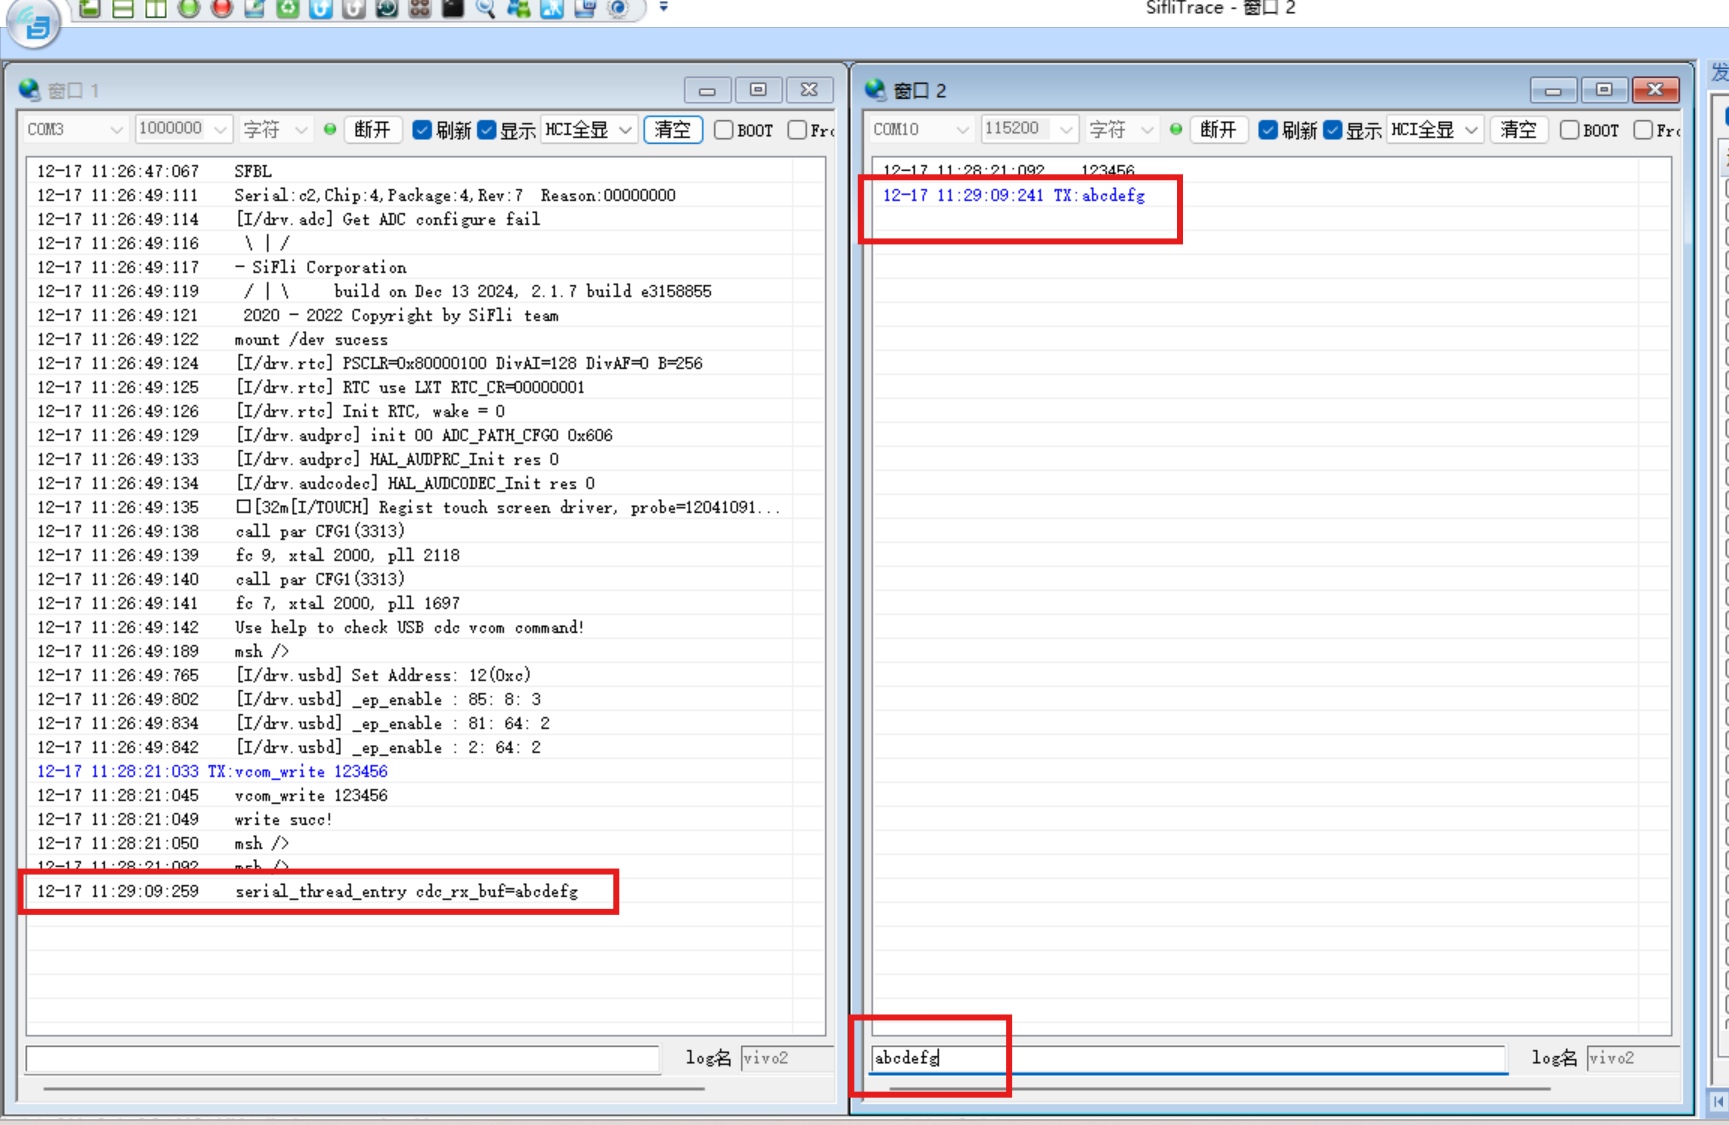 SifliTrace - 窗口 2
窗口 1
COM3 1000000 字符 断开 刷新 显示 HCI全显 清空 BOOT Fr
12-17 11:26:47:067 SFBL
12-17 11:26:49:111 Serial:c2,Chip:4,Package:4,Rev:7 Reason:00000000
12-17 11:26:49:114 [I/drv.adc] Get ADC configure fail
12-17 11:26:49:116 \ | /
12-17 11:26:49:117 - SiFli Corporation
12-17 11:26:49:119 / | \ build on Dec 13 2024, 2.1.7 build e3158855
12-17 11:26:49:121 2020 - 2022 Copyright by SiFli team
12-17 11:26:49:122 mount /dev sucess
12-17 11:26:49:124 [I/drv.rtc] PSCLR=0x80000100 DivAI=128 DivAF=0 B=256
12-17 11:26:49:125 [I/drv.rtc] RTC use LXT RTC_CR=00000001
12-17 11:26:49:126 [I/drv.rtc] Init RTC, wake = 0
12-17 11:26:49:129 [I/drv.audprc] init 00 ADC_PATH_CFG0 0x606
12-17 11:26:49:133 [I/drv.audprc] HAL_AUDPRC_Init res 0
12-17 11:26:49:134 [I/drv.audcodec] HAL_AUDCODEC_Init res 0
12-17 11:26:49:135 □[32m[I/TOUCH] Regist touch screen driver, probe=12041091...
12-17 11:26:49:138 call par CFG1(3313)
12-17 11:26:49:139 fc 9, xtal 2000, pll 2118
12-17 11:26:49:140 call par CFG1(3313)
12-17 11:26:49:141 fc 7, xtal 2000, pll 1697
12-17 11:26:49:142 Use help to check USB cdc vcom command!
12-17 11:26:49:189 msh />
12-17 11:26:49:765 [I/drv.usbd] Set Address: 12(0xc)
12-17 11:26:49:802 [I/drv.usbd] _ep_enable : 85: 8: 3
12-17 11:26:49:834 [I/drv.usbd] _ep_enable : 81: 64: 2
12-17 11:26:49:842 [I/drv.usbd] _ep_enable : 2: 64: 2
12-17 11:28:21:033 TX:vcom_write 123456
12-17 11:28:21:045 vcom_write 123456
12-17 11:28:21:049 write succ!
12-17 11:28:21:050 msh />
12-17 11:28:21:092 msh />
12-17 11:29:09:259 serial_thread_entry cdc_rx_buf=abcdefg
log名 vivo2
窗口 2
COM10 115200 字符 断开 刷新 显示 HCI全显 清空 BOOT Fr
12-17 11:28:21:092 123456
12-17 11:29:09:241 TX:abcdefg
abcdefg log名 vivo2
发